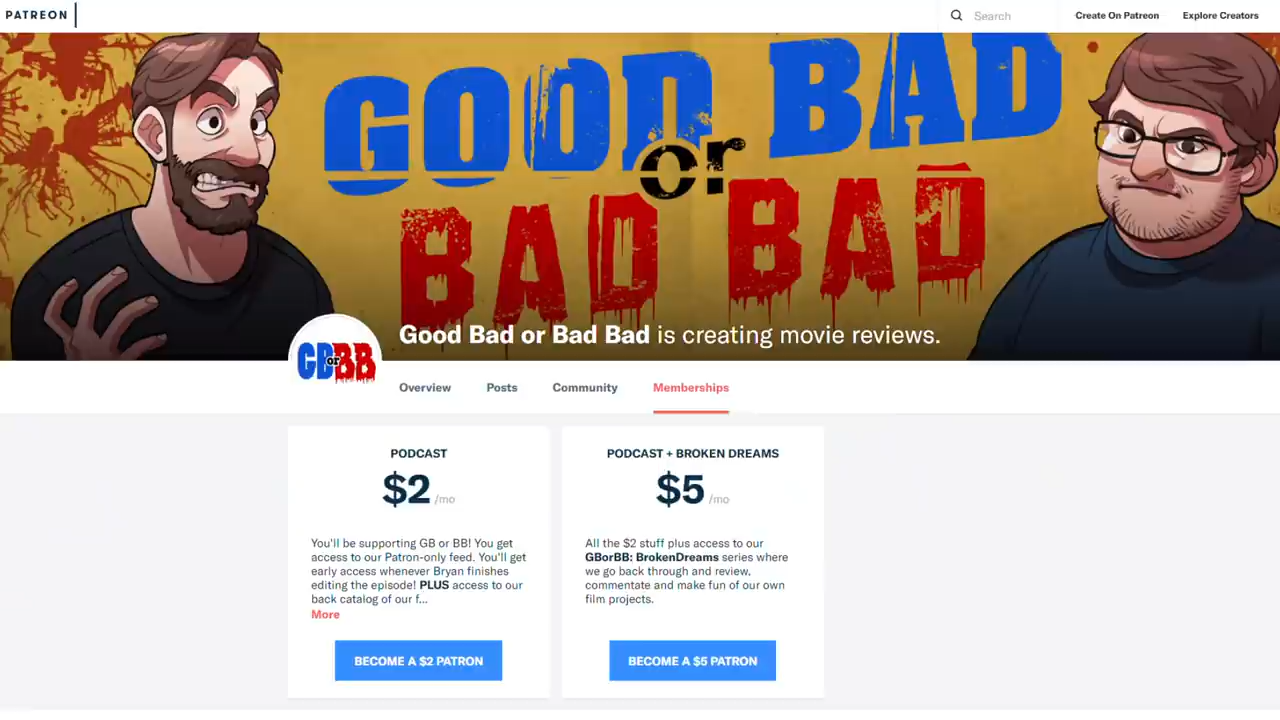 PATREON
Search
Create On Patreon
Explore Creators
GOOD BAD
or
BAD BAD
GB or BB
Good Bad or Bad Bad is creating movie reviews.
Overview
Posts
Community
Memberships
PODCAST
$2 /mo
You'll be supporting GB or BB! You get
access to our Patron-only feed. You'll get
early access whenever Bryan finishes
editing the episode! PLUS access to our
back catalog of our f...
More
BECOME A $2 PATRON
PODCAST + BROKEN DREAMS
$5 /mo
All the $2 stuff plus access to our
GBorBB: BrokenDreams series where
we go back through and review,
commentate and make fun of our own
film projects.
BECOME A $5 PATRON